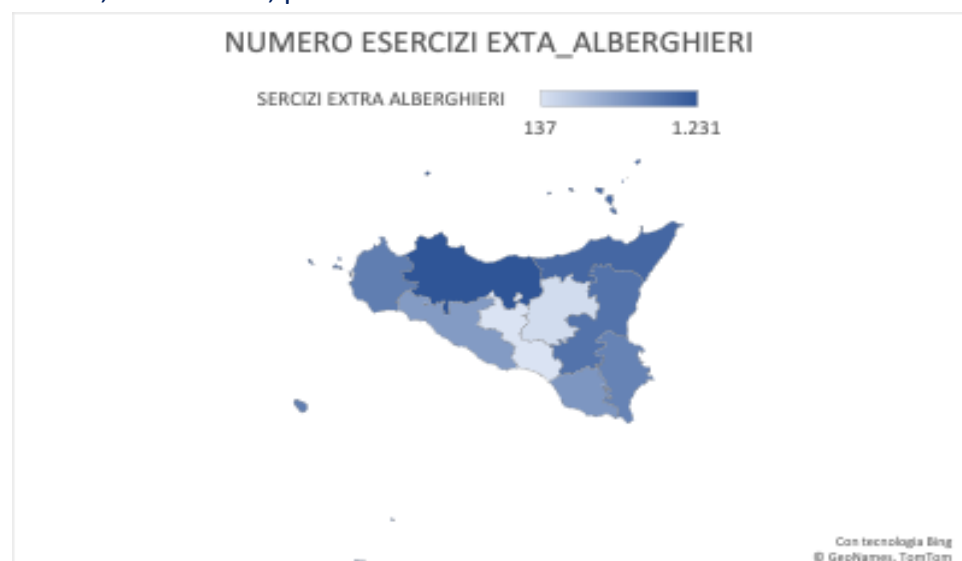 NUMERO ESERCIZI EXTA_ALBERGHIERI
SERCIZI EXTRA ALBERGHIERI
137 1.231
Con tecnologia Bing
© GeoNames, TomTom